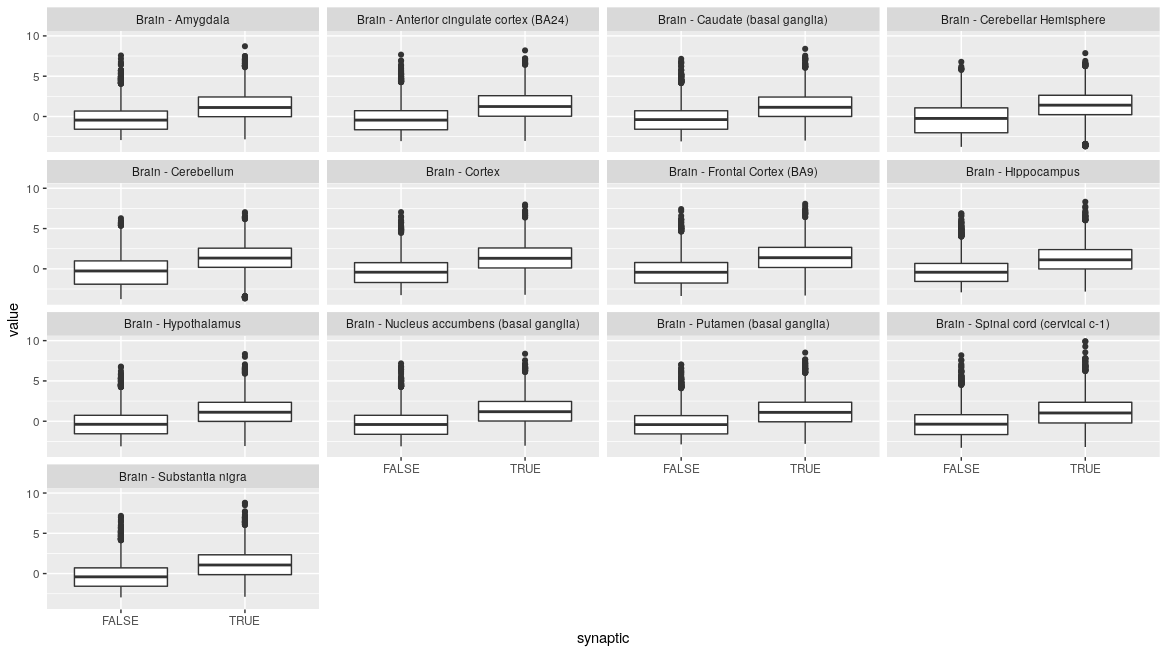 Brain - Amygdala
Brain - Anterior cingulate cortex (BA24)
Brain - Caudate (basal ganglia)
Brain - Cerebellar Hemisphere
10
5
0
Brain - Cerebellum
Brain - Cortex
Brain - Frontal Cortex (BA9)
Brain - Hippocampus
10
5
0
value
Brain - Hypothalamus
Brain - Nucleus accumbens (basal ganglia)
Brain - Putamen (basal ganglia)
Brain - Spinal cord (cervical c-1)
10
5
0
FALSE
TRUE
FALSE
TRUE
FALSE
TRUE
Brain - Substantia nigra
10
5
0
FALSE
TRUE
synaptic